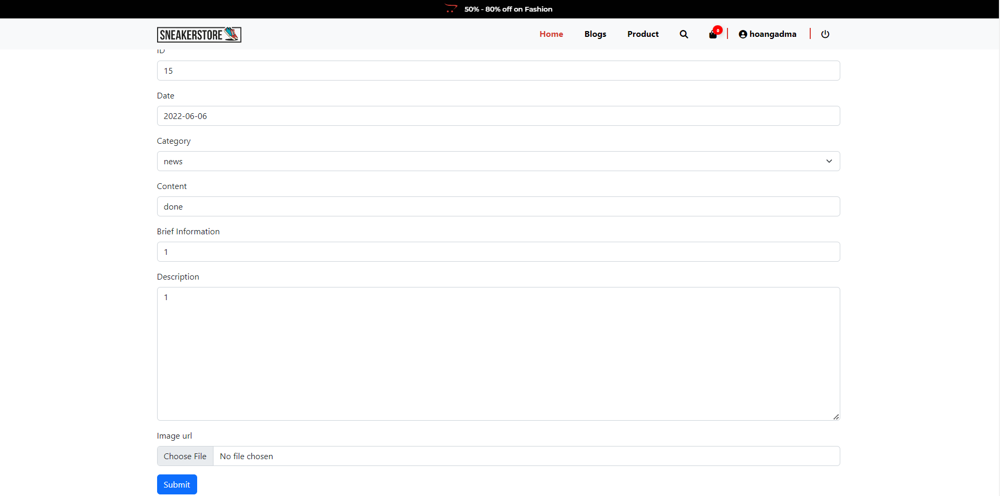 50% - 80% off on Fashion
SNEAKERSTORE
Home Blogs Product 0 hoangadma
ID
15
Date
2022-06-06
Category
news
Content
done
Brief Information
1
Description
1
Image url
Choose File No file chosen
Submit